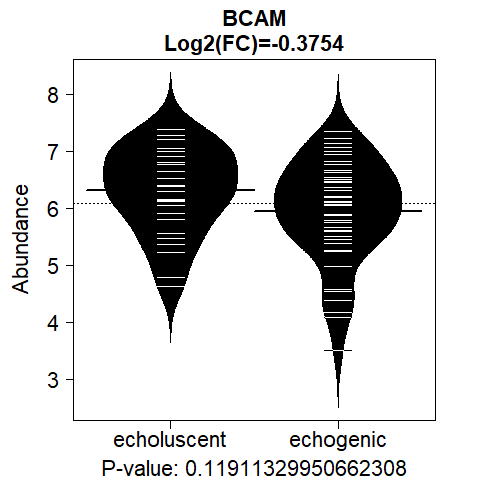 BCAM
Log2(FC)=-0.3754
Abundance
8
7
6
5
4
3
echoluscent echogenic
P-value: 0.11911329950662308